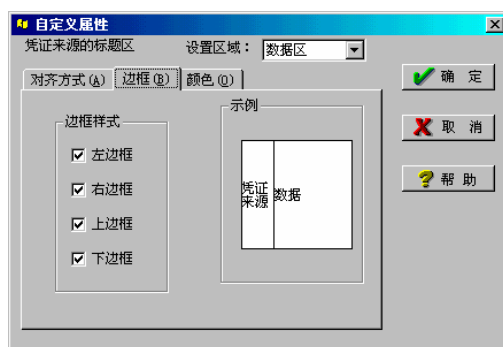 自定义属性
凭证来源的标题区
设置区域：
数据区
对齐方式(A)
边框(B)
颜色(O)
边框样式
左边框
右边框
上边框
下边框
示例
凭证
来源
数据
确 定
取 消
帮 助